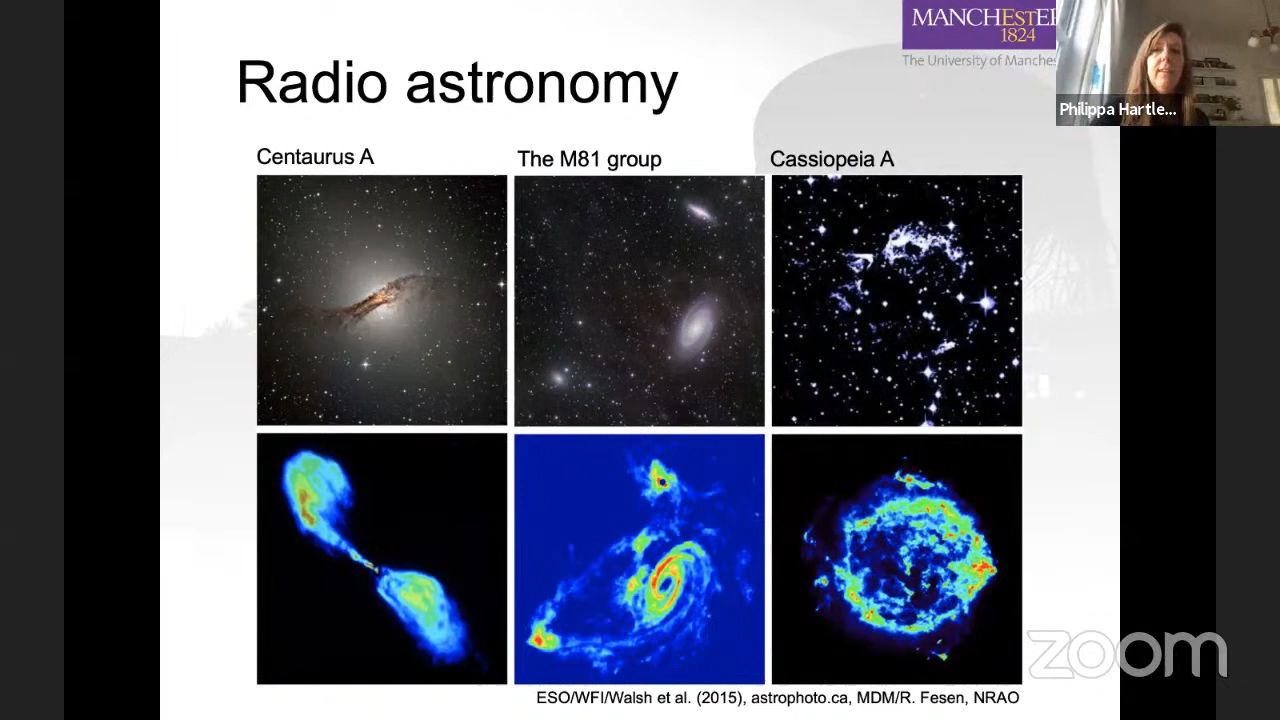 MANCHESTER
1824
The University of Manches
Radio astronomy
Philippa Hartle...
Centaurus A
The M81 group
Cassiopeia A
zoom
ESO/WFI/Walsh et al. (2015), astrophoto.ca, MDM/R. Fesen, NRAO